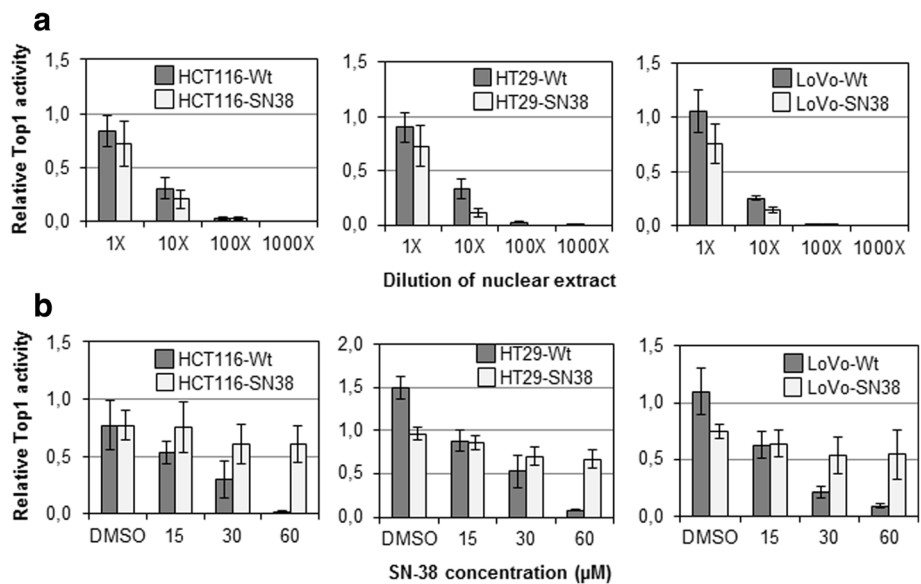 a
Relative Top1 activity
1,5
1,0
0,5
0,0
HCT116-Wt
HCT116-SN38
1X 10X 100X 1000X
1,5
1,0
0,5
0,0
HT29-Wt
HT29-SN38
1X 10X 100X 1000X
1,5
1,0
0,5
0,0
LoVo-Wt
LoVo-SN38
1X 10X 100X 1000X
Dilution of nuclear extract
b
Relative Top1 activity
1,5
1,0
0,5
0,0
HCT116-Wt
HCT116-SN38
DMSO 15 30 60
2,0
1,5
1,0
0,5
0,0
HT29-Wt
HT29-SN38
DMSO 15 30 60
1,5
1,0
0,5
0,0
LoVo-Wt
LoVo-SN38
DMSO 15 30 60
SN-38 concentration (µM)